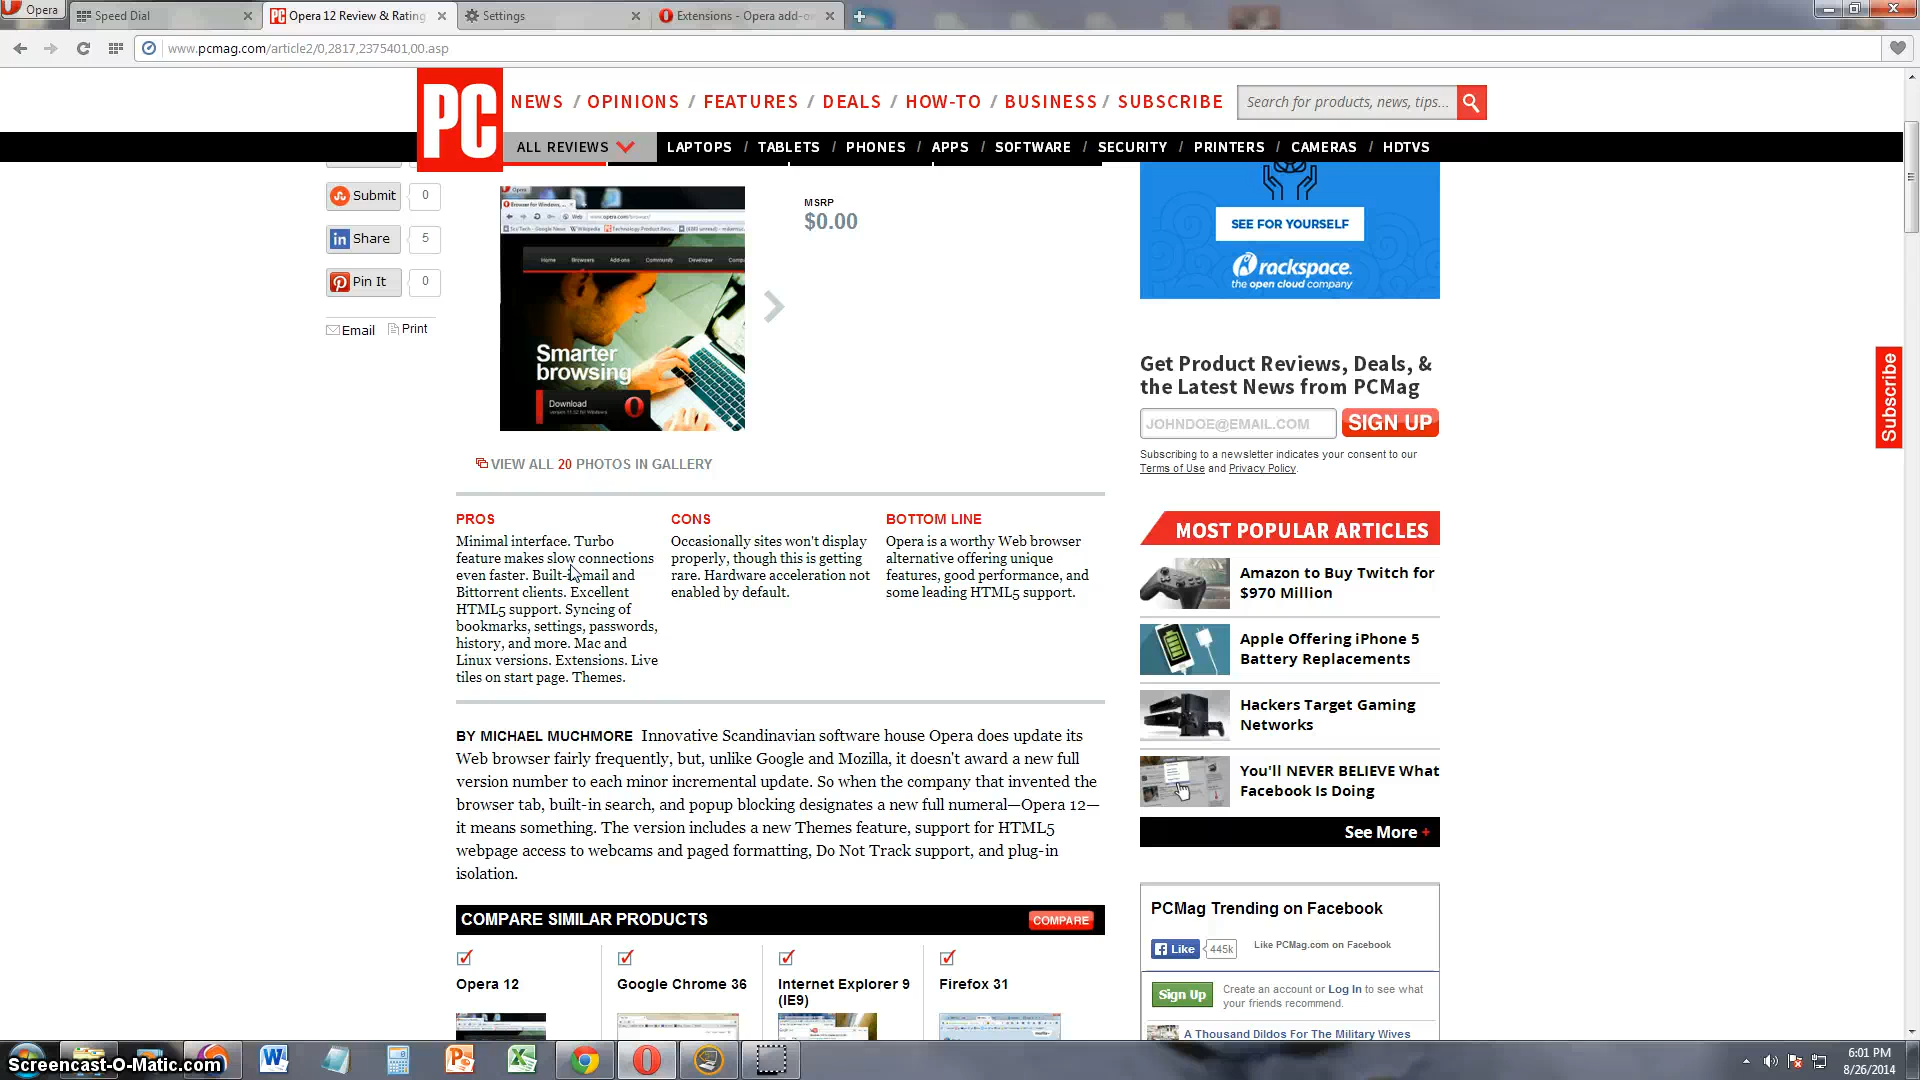 Opera
Speed Dial
Opera 12 Review & Rating
Settings
Extensions - Opera add-o
www.pcmag.com/article2/0,2817,2375401,00.asp
PC
NEWS / OPINIONS / FEATURES / DEALS / HOW-TO / BUSINESS / SUBSCRIBE
Search for products, news, tips...
ALL REVIEWS
LAPTOPS / TABLETS / PHONES / APPS / SOFTWARE / SECURITY / PRINTERS / CAMERAS / HDTVS
Submit 0
in Share 5
Pin It 0
Email Print
Smarter
browsing
Download
MSRP
$0.00
VIEW ALL 20 PHOTOS IN GALLERY
SEE FOR YOURSELF
rackspace.
the open cloud company
Get Product Reviews, Deals, &
the Latest News from PCMag
JOHNDOE@EMAIL.COM
SIGN UP
Subscribing to a newsletter indicates your consent to our
Terms of Use and Privacy Policy.
Subscribe
PROS
Minimal interface. Turbo
feature makes slow connections
even faster. Built-in mail and
Bittorrent clients. Excellent
HTML5 support. Syncing of
bookmarks, settings, passwords,
history, and more. Mac and
Linux versions. Extensions. Live
tiles on start page. Themes.
CONS
Occasionally sites won't display
properly, though this is getting
rare. Hardware acceleration not
enabled by default.
BOTTOM LINE
Opera is a worthy Web browser
alternative offering unique
features, good performance, and
some leading HTML5 support.
MOST POPULAR ARTICLES
Amazon to Buy Twitch for
$970 Million
Apple Offering iPhone 5
Battery Replacements
Hackers Target Gaming
Networks
You'll NEVER BELIEVE What
Facebook Is Doing
See More +
BY MICHAEL MUCHMORE Innovative Scandinavian software house Opera does update its
Web browser fairly frequently, but, unlike Google and Mozilla, it doesn't award a new full
version number to each minor incremental update. So when the company that invented the
browser tab, built-in search, and popup blocking designates a new full numeral—Opera 12—
it means something. The version includes a new Themes feature, support for HTML5
webpage access to webcams and paged formatting, Do Not Track support, and plug-in
isolation.
COMPARE SIMILAR PRODUCTS
COMPARE
Opera 12
Google Chrome 36
Internet Explorer 9
(IE9)
Firefox 31
PCMag Trending on Facebook
Like 445k Like PCMag.com on Facebook
Sign Up
Create an account or Log In to see what
your friends recommend.
A Thousand Dildos For The Military Wives
Screencast-O-Matic.com
6:01 PM
8/26/2014